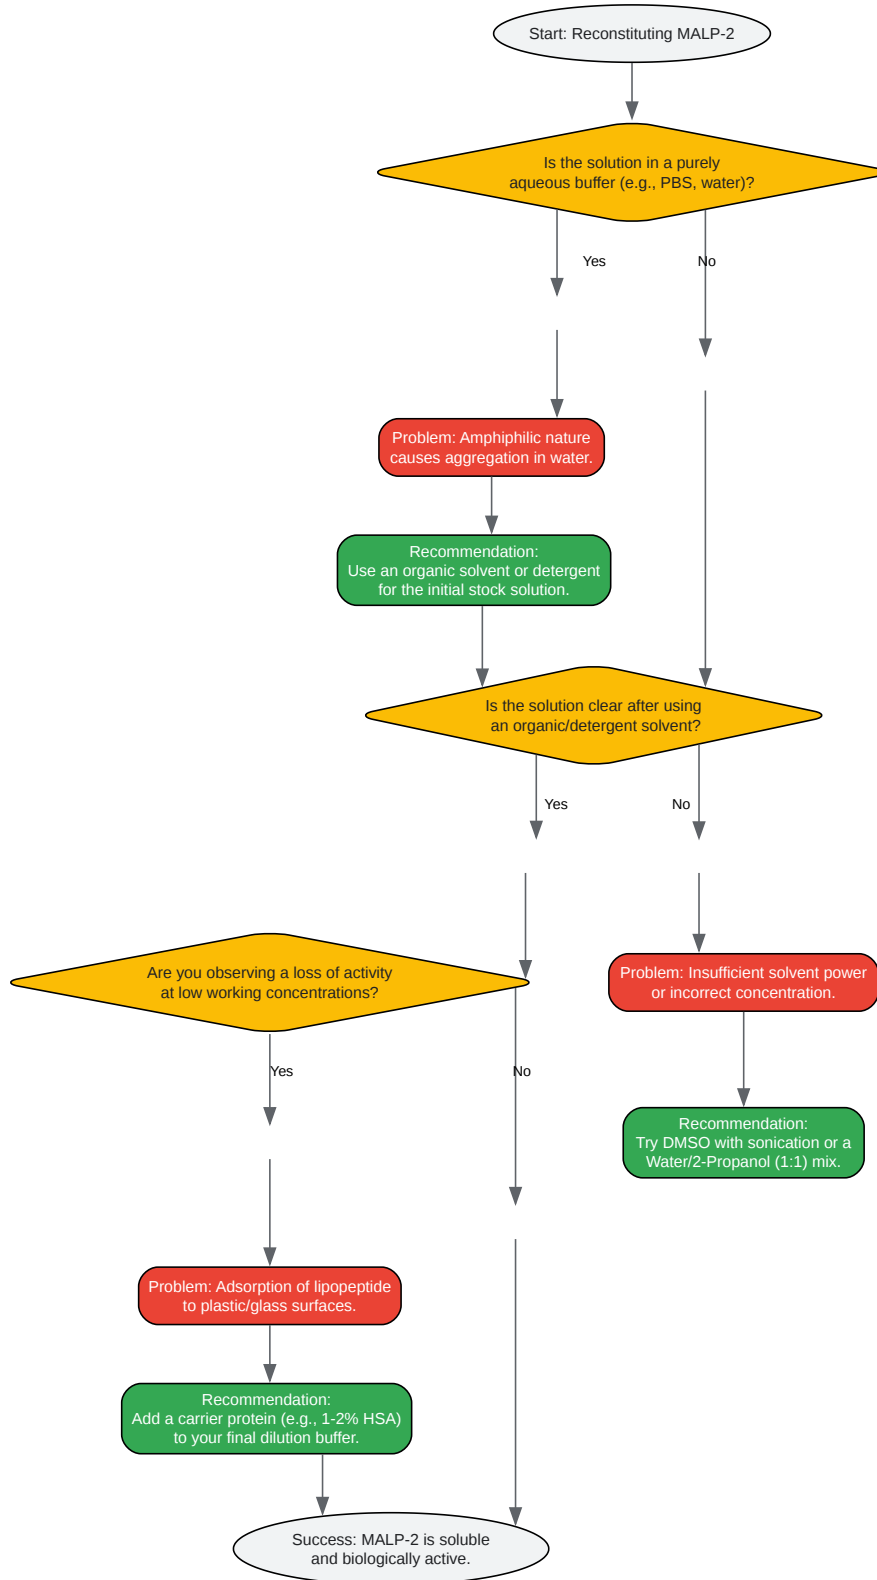 Start: Reconstituting MALP-2
Is the solution in a purely
aqueous buffer (e.g., PBS, water)?
Yes
No
Problem: Amphiphilic nature
causes aggregation in water.
Recommendation:
Use an organic solvent or detergent
for the initial stock solution.
Is the solution clear after using
an organic/detergent solvent?
Yes
No
Are you observing a loss of activity
at low working concentrations?
Problem: Insufficient solvent power
or incorrect concentration.
Yes
No
Recommendation:
Try DMSO with sonication or a
Water/2-Propanol (1:1) mix.
Problem: Adsorption of lipopeptide
to plastic/glass surfaces.
Recommendation:
Add a carrier protein (e.g., 1-2% HSA)
to your final dilution buffer.
Success: MALP-2 is soluble
and biologically active.